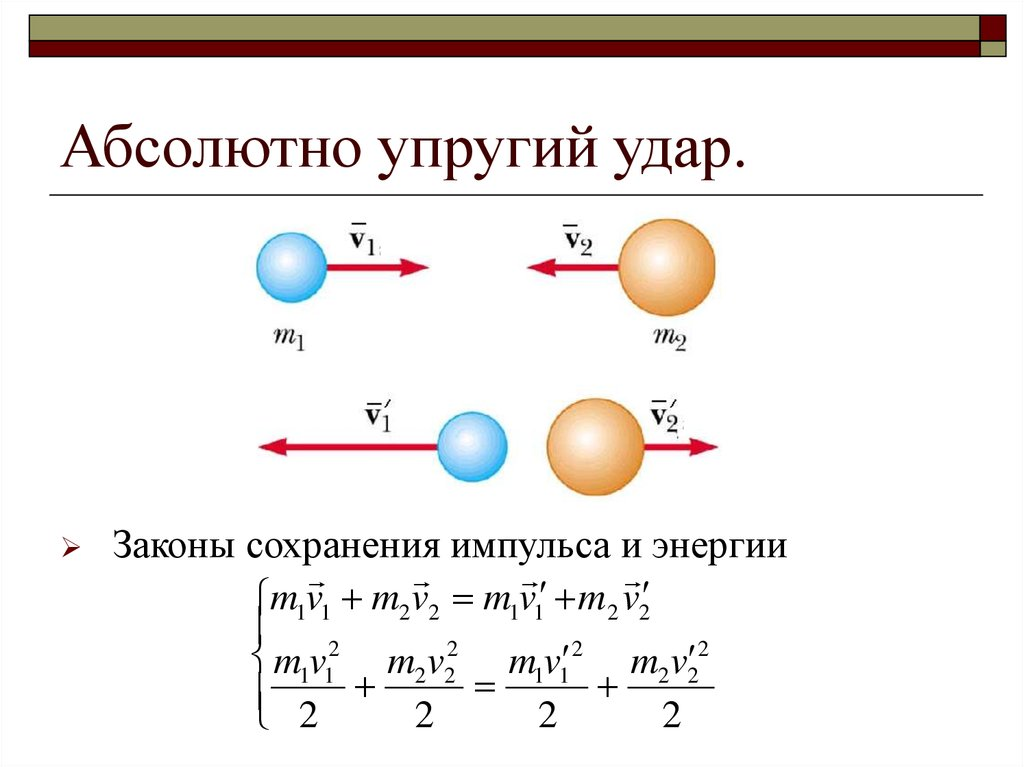 Абсолютно упругий удар.
v̅₁ v̅₂
m₁ m₂
v̅₁′ v̅₂′
Законы сохранения импульса и энергии
m₁v⃗₁ + m₂v⃗₂ = m₁v⃗₁′ + m₂v⃗₂′
m₁v₁²/2 + m₂v₂²/2 = m₁v₁′²/2 + m₂v₂′²/2